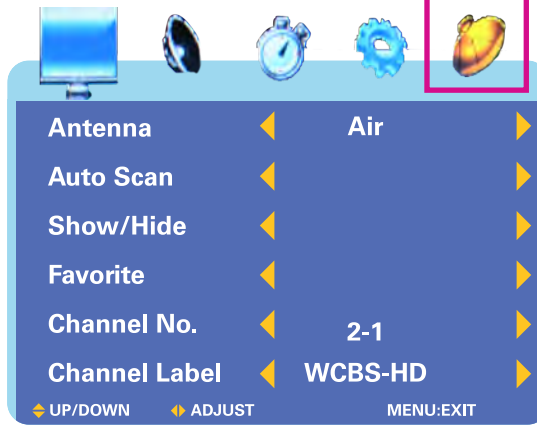 Antenna Air
Auto Scan
Show/Hide
Favorite
Channel No. 2-1
Channel Label WCBS-HD
UP/DOWN ADJUST MENU:EXIT